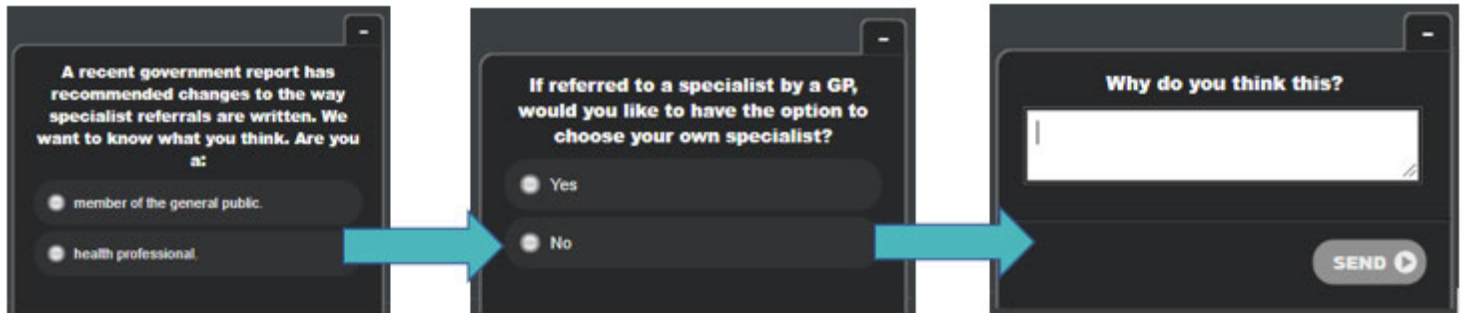 -
A recent government report has
recommended changes to the way
specialist referrals are written. We
want to know what you think. Are you
a:
member of the general public.
health professional.
-
If referred to a specialist by a GP,
would you like to have the option to
choose your own specialist?
Yes
No
-
Why do you think this?
SEND